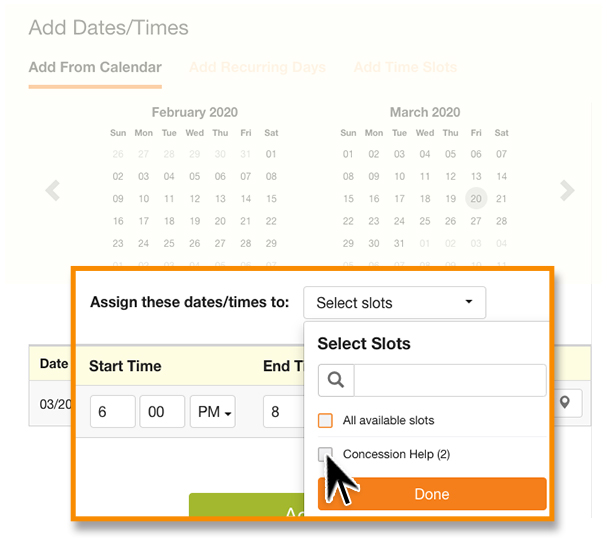 Add Dates/Times
Add From Calendar Add Recurring Days Add Time Slots
February 2020 March 2020
Sun Mon Tue Wed Thu Fri Sat Sun Mon Tue Wed Thu Fri Sat
26 27 28 29 30 31 01 01 02 03 04 05 06 07
02 03 04 05 06 07 08 08 09 10 11 12 13 14
09 10 11 12 13 14 15 15 16 17 18 19 20 21
16 17 18 19 20 21 22 22 23 24 25 26 27 28
23 24 25 26 27 28 29 29 30 31 01 02 03 04
Assign these dates/times to: Select slots
Select Slots
Date Start Time End T
All available slots
03/20 6 00 PM 8
Concession Help (2)
Done